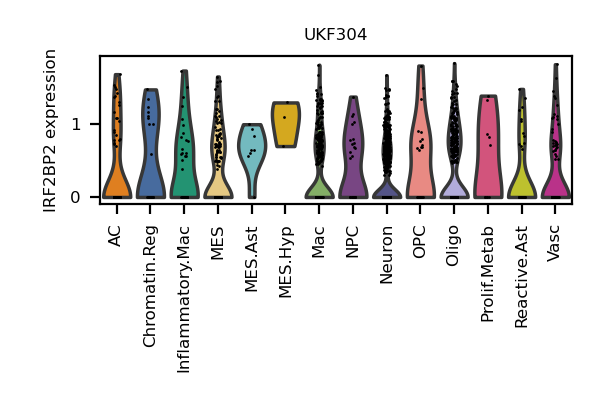 UKF304
IRF2BP2 expression
1
0
AC
Chromatin.Reg
Inflammatory.Mac
MES
MES.Ast
MES.Hyp
Mac
NPC
Neuron
OPC
Oligo
Prolif.Metab
Reactive.Ast
Vasc